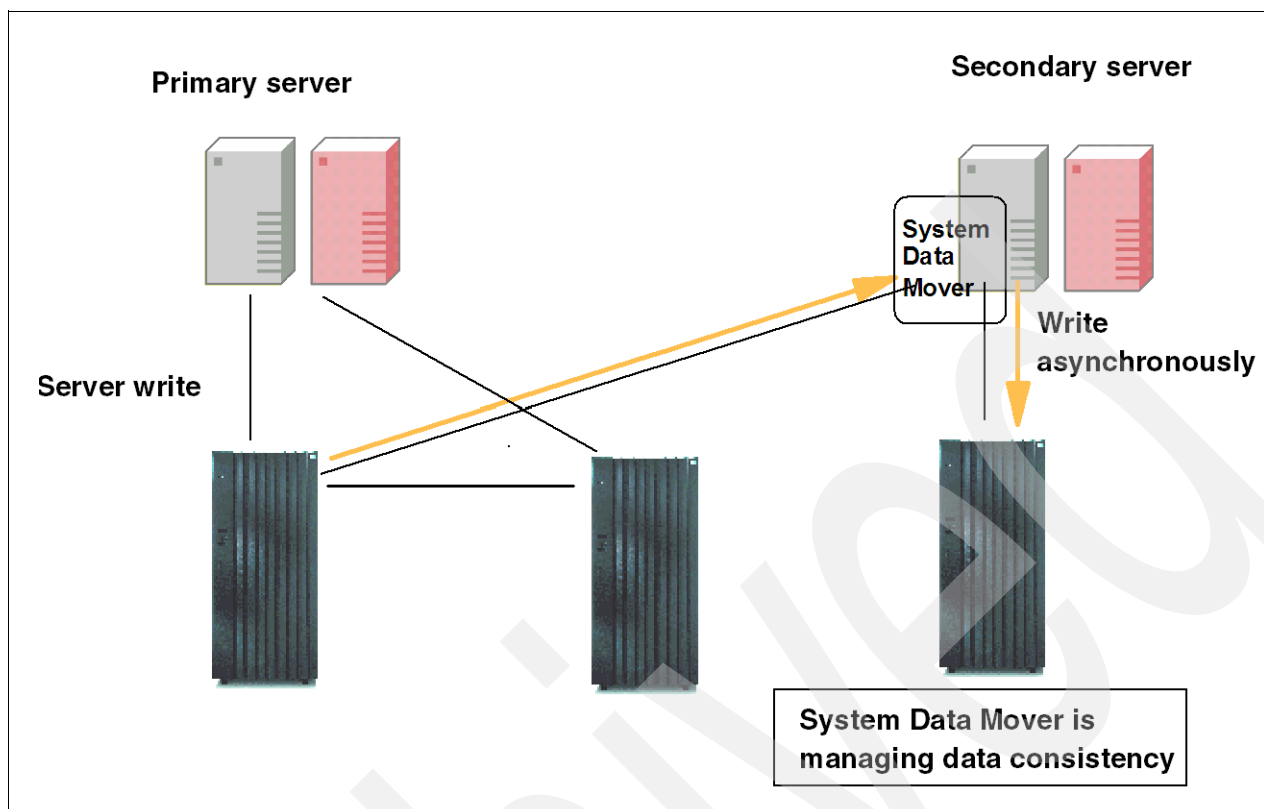 Primary server
Secondary server
System
Data
Mover
Write
asynchronously
Server write
System Data Mover is
managing data consistency